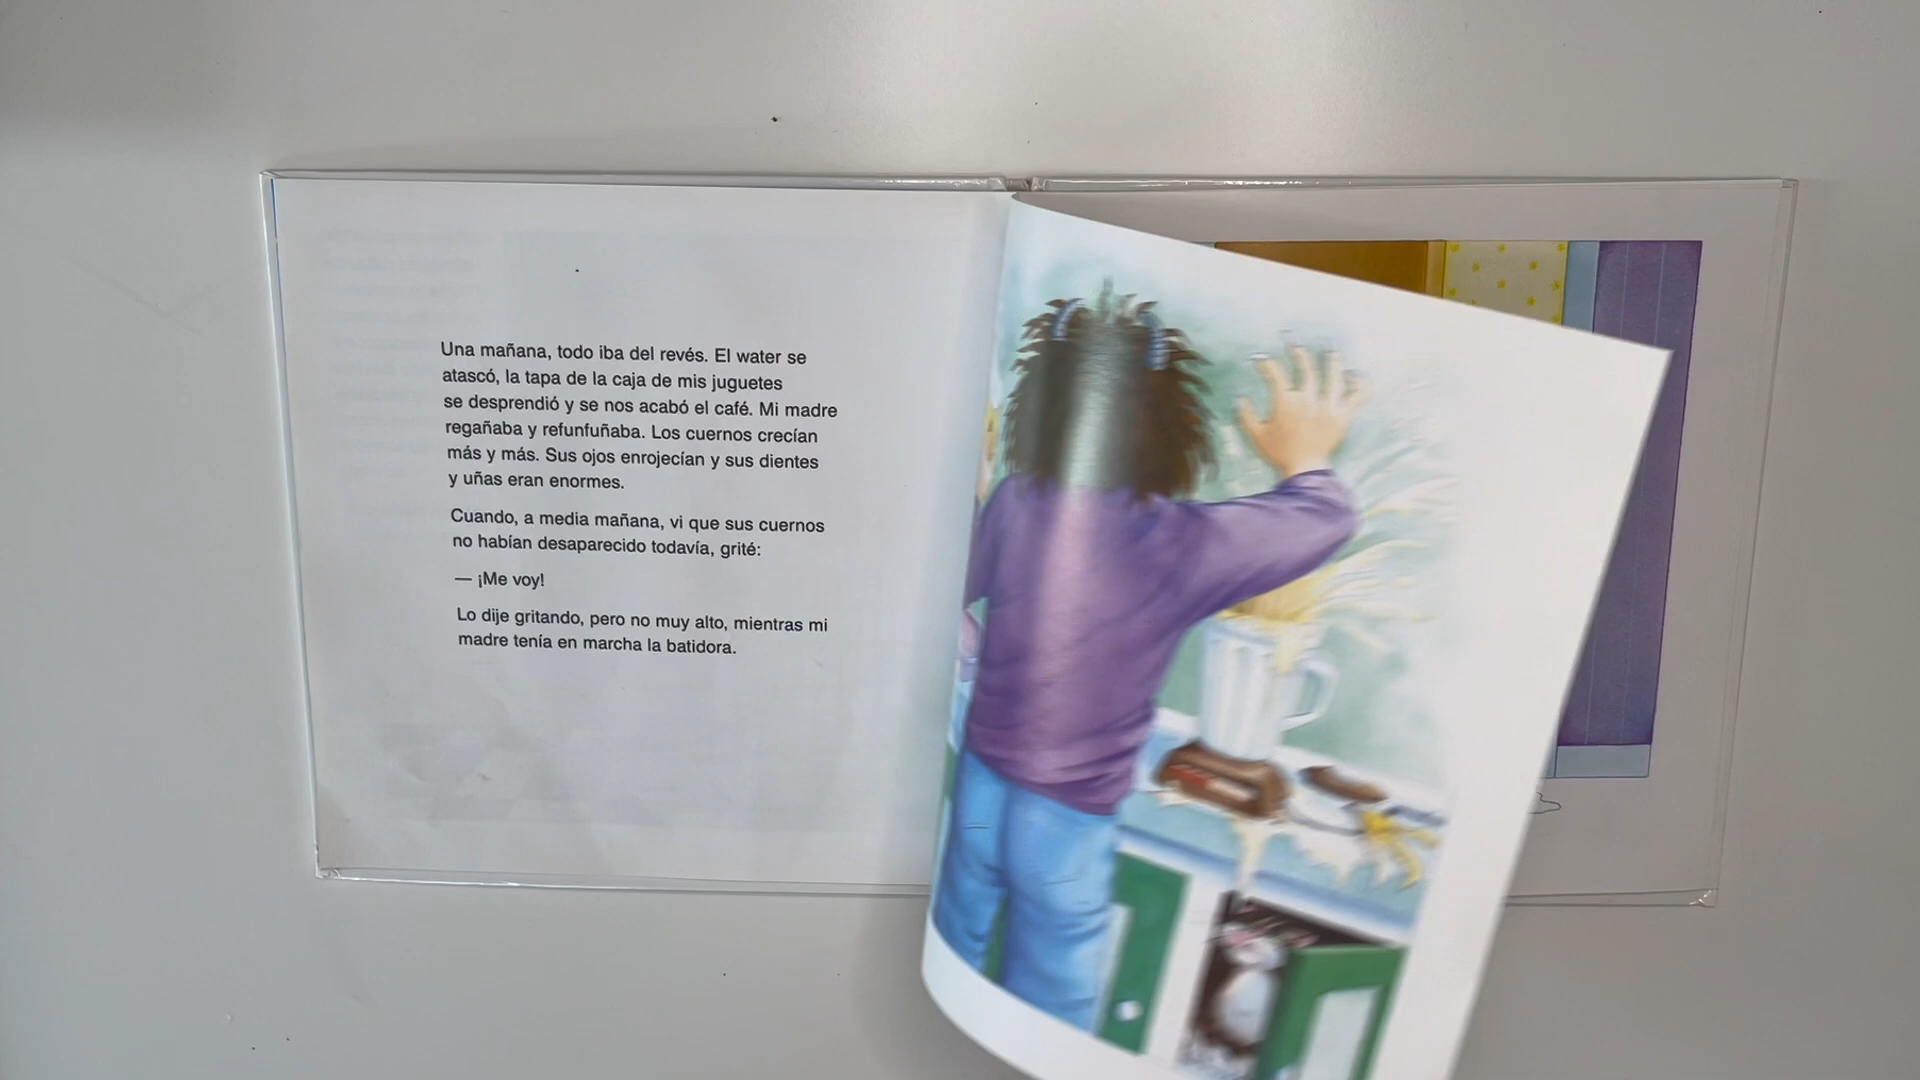 Una mañana, todo iba del revés. El water se
atascó, la tapa de la caja de mis juguetes
se desprendió y se nos acabó el café. Mi madre
regañaba y refunfuñaba. Los cuernos crecían
más y más. Sus ojos enrojecían y sus dientes
y uñas eran enormes.
Cuando, a media mañana, vi que sus cuernos
no habían desaparecido todavía, grité:
— ¡Me voy!
Lo dije gritando, pero no muy alto, mientras mi
madre tenía en marcha la batidora.